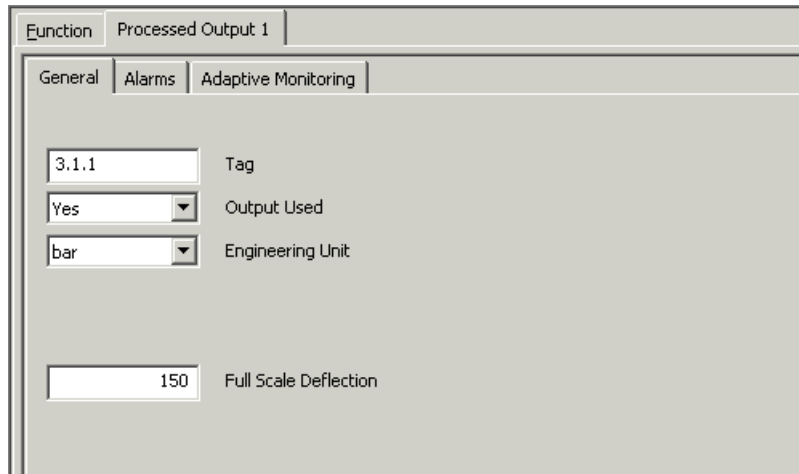 Function Processed Output 1
General Alarms Adaptive Monitoring
3.1.1 Tag
Yes Output Used
bar Engineering Unit
150 Full Scale Deflection